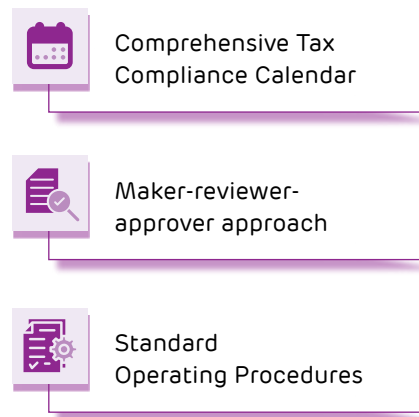 Comprehensive Tax
Compliance Calendar
Maker-reviewer-
approver approach
Standard
Operating Procedures